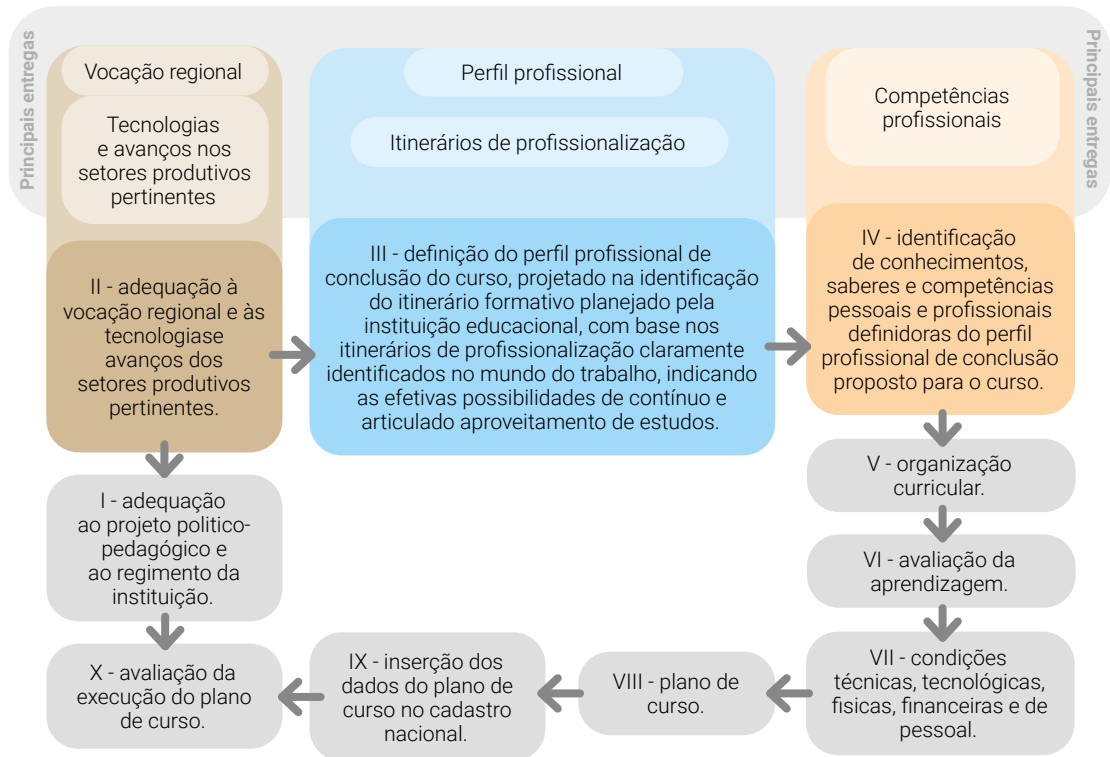 Principais entregas
Vocação regional
Tecnologias
e avanços nos
setores produtivos
pertinentes
II - adequação à
vocação regional e às
tecnologiase
avanços dos
setores produtivos
pertinentes.
Perfil profissional
Itinerários de profissionalização
III - definição do perfil profissional de
conclusão do curso, projetado na identificação
do itinerário formativo planejado pela
instituição educacional, com base nos
itinerários de profissionalização claramente
identificados no mundo do trabalho, indicando
as efetivas possibilidades de contínuo e
articulado aproveitamento de estudos.
Competências
profissionais
Principais entregas
IV - identificação
de conhecimentos,
saberes e competências
pessoais e profissionais
definidoras do perfil
profissional de conclusão
proposto para o curso.
I - adequação
ao projeto politico-
pedagógico e
ao regimento da
instituição.
V - organização
curricular.
VI - avaliação da
aprendizagem.
VII - condições
técnicas, tecnológicas,
fisicas, financeiras e de
pessoal.
VIII - plano de
curso.
IX - inserção dos
dados do plano de
curso no cadastro
nacional.
X - avaliação da
execução do plano
de curso.